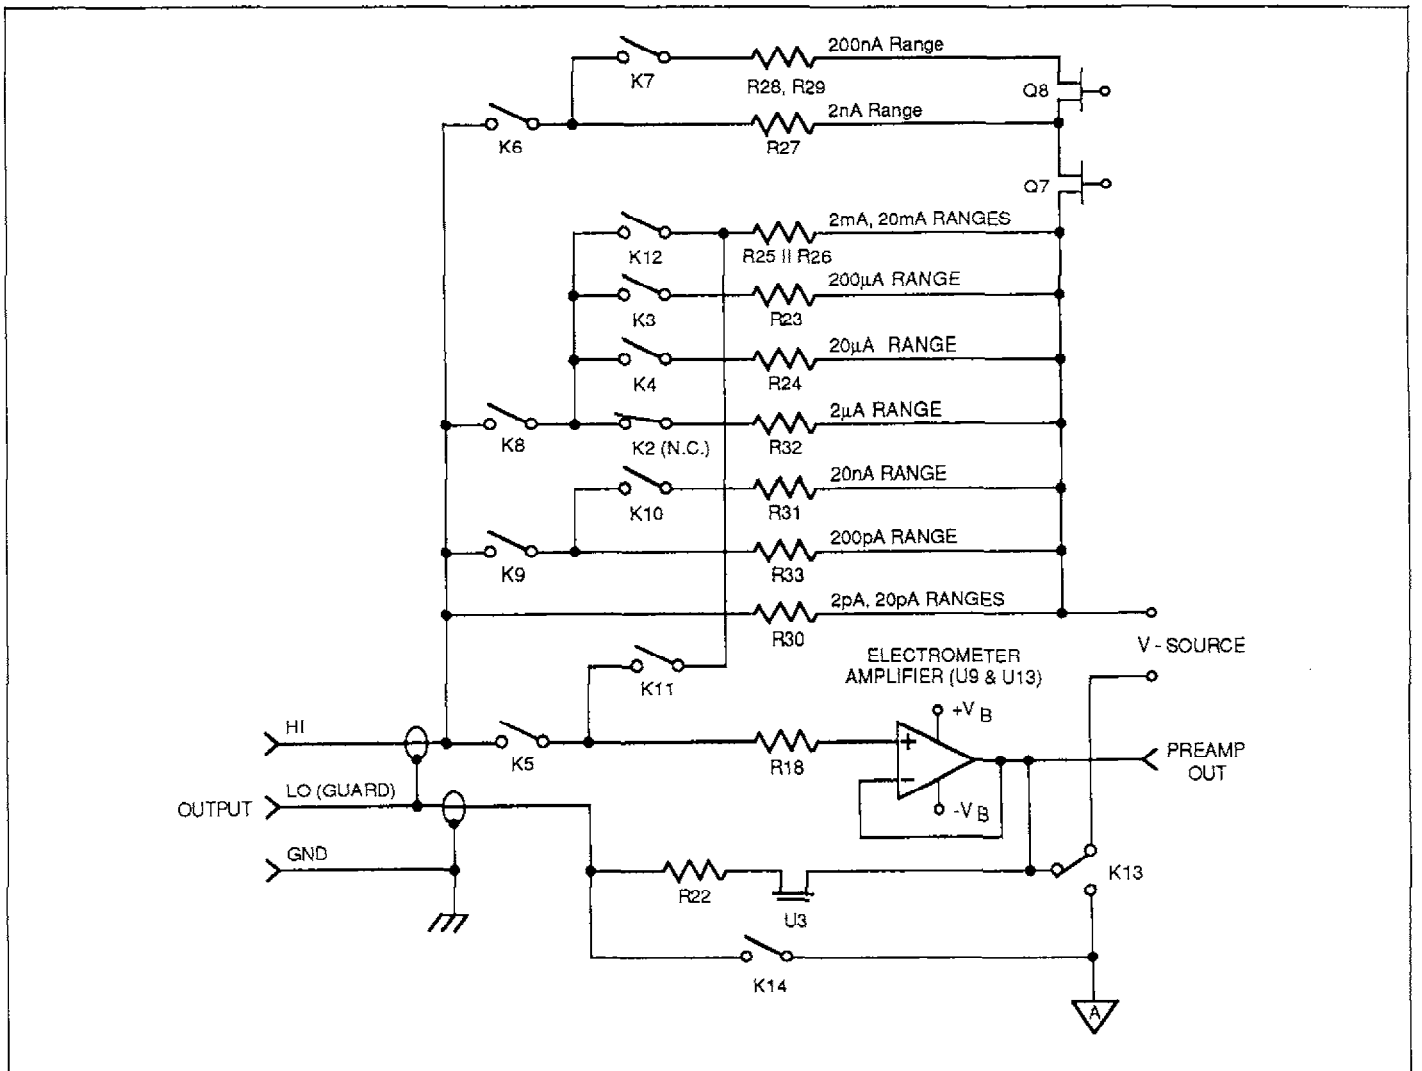 200nA Range
K7
R28, R29
Q8
2nA Range
K6
R27
Q7
2mA, 20mA RANGES
K12
R25 II R26
200µA RANGE
K3
R23
20µA RANGE
K4
R24
2µA RANGE
K8
K2 (N.C.)
R32
20nA RANGE
K10
R31
200pA RANGE
K9
R33
2pA, 20pA RANGES
R30
V - SOURCE
ELECTROMETER
AMPLIFIER (U9 & U13)
K11
+VB
HI
+
K5
R18
−
PREAMP
OUT
LO (GUARD)
-VB
OUTPUT
GND
R22
U3
K13
K14
A